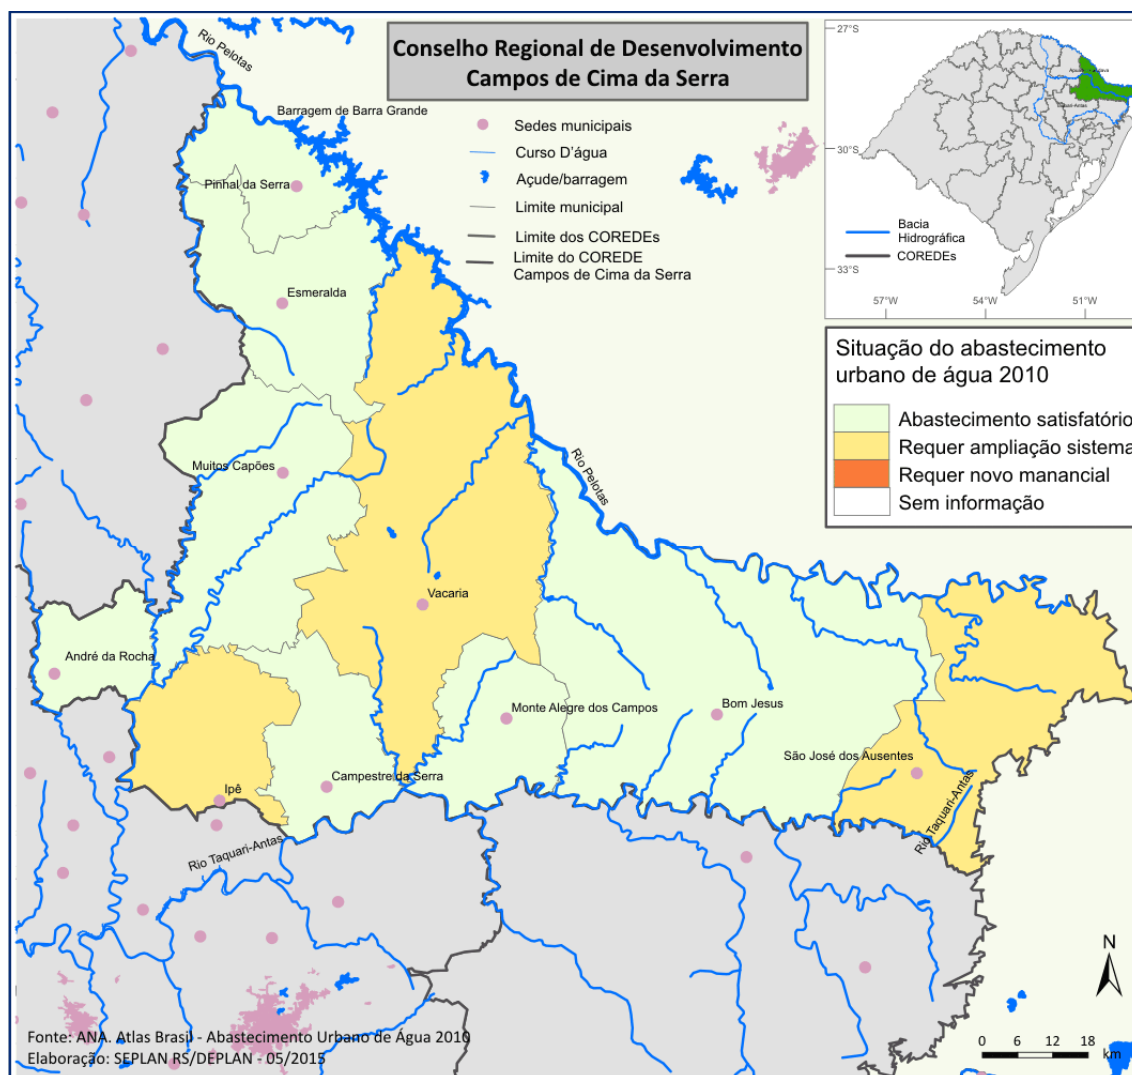 Conselho Regional de Desenvolvimento
Campos de Cima da Serra
Sedes municipais
Curso D'água
Açude/barragem
Limite municipal
Limite dos COREDEs
Limite do COREDE
Campos de Cima da Serra
27°S
30°S
33°S
57°W
54°W
51°W
Bacia
Hidrográfica
COREDEs
Situação do abastecimento
urbano de água 2010
Abastecimento satisfatório
Requer ampliação sistema
Requer novo manancial
Sem informação
Rio Pelotas
Barragem de Barra Grande
Pinhal da Serra
Esmeralda
Muitos Capões
Rio Pelotas
Vacaria
André da Rocha
Monte Alegre dos Campos
Bom Jesus
São José dos Ausentes
Campestre da Serra
Ipê
Rio Taquari-Antas
Rio Taquari-Antas
N
0 6 12 18
km
Fonte: ANA. Atlas Brasil - Abastecimento Urbano de Água 2010
Elaboração: SEPLAN RS/DEPLAN - 05/2015